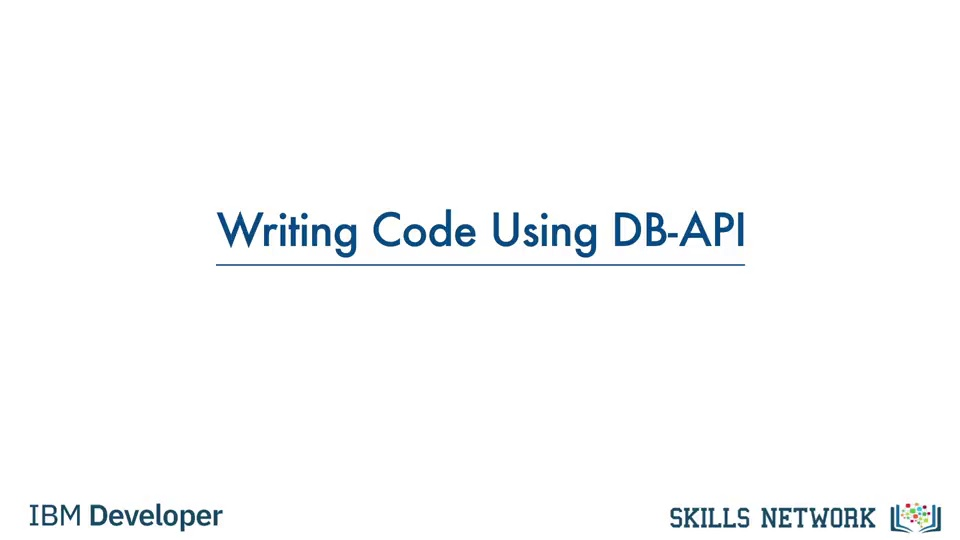 Writing Code Using DB-API
IBM Developer
SKILLS NETWORK